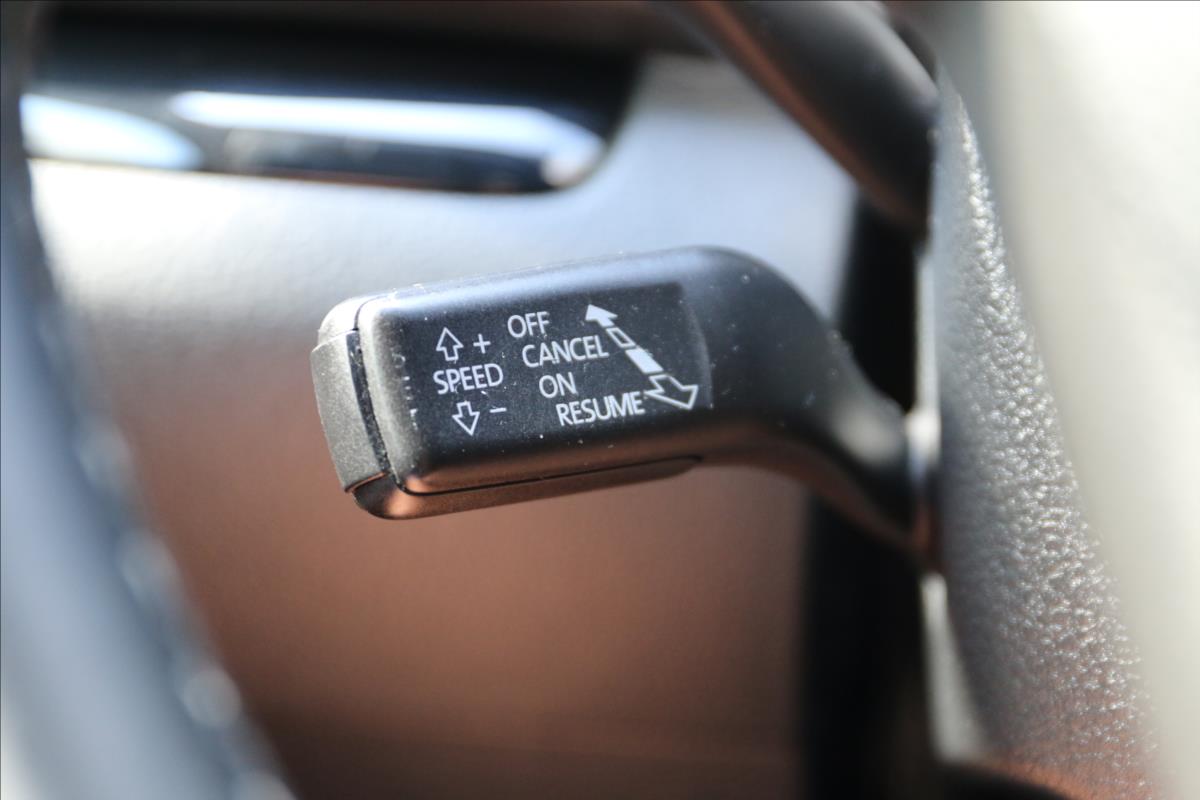 +
SPEED
−
OFF
CANCEL
ON
RESUME